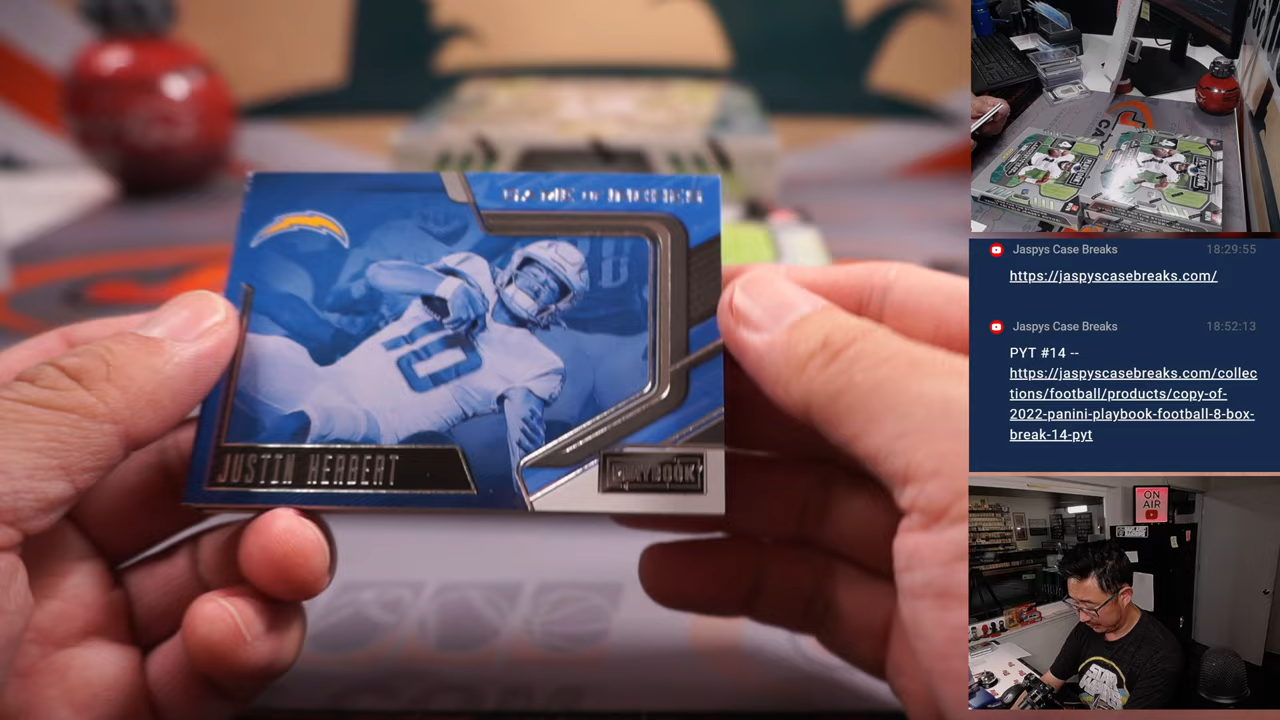 JUSTIN HERBERT
PLAYBOOK
10
Jaspys Case Breaks 18:29:55
https://jaspyscasebreaks.com/
Jaspys Case Breaks 18:52:13
PYT #14 --
https://jaspyscasebreaks.com/collec
tions/football/products/copy-of-
2022-panini-playbook-football-8-box-
break-14-pyt
ON
AIR
STAR